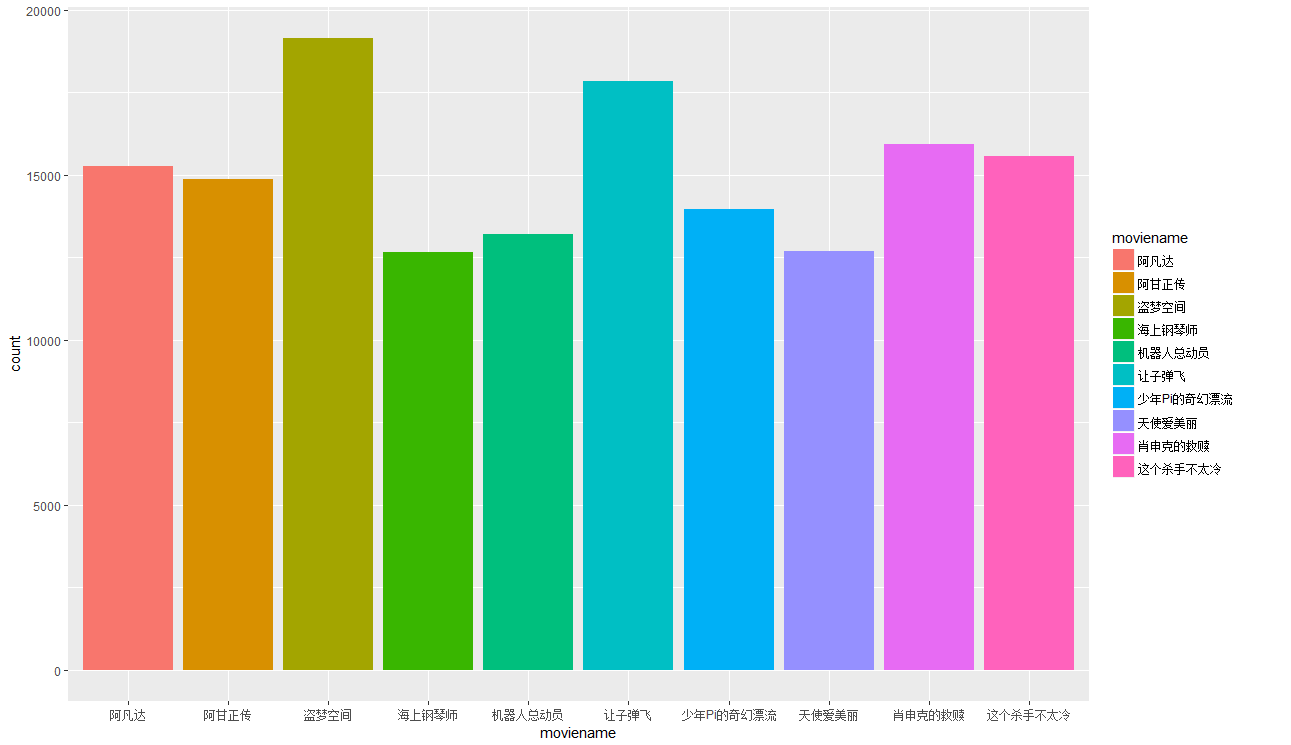 20000
15000
10000
5000
0
count
阿凡达
阿甘正传
盗梦空间
海上钢琴师
机器人总动员
让子弹飞
少年Pi的奇幻漂流
天使爱美丽
肖申克的救赎
这个杀手不太冷
moviename
moviename
阿凡达
阿甘正传
盗梦空间
海上钢琴师
机器人总动员
让子弹飞
少年Pi的奇幻漂流
天使爱美丽
肖申克的救赎
这个杀手不太冷